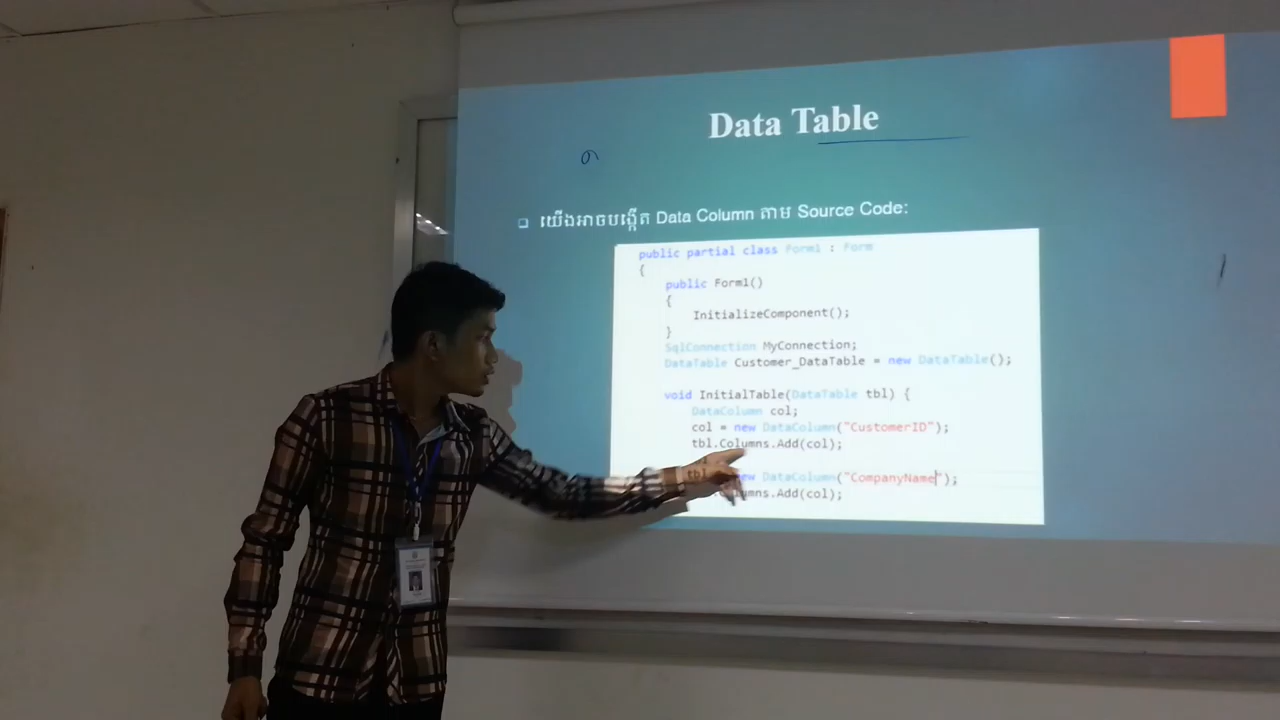 Data Table
❑ យើងអាចបង្កើត Data Column តាម Source Code:
public partial class Form1 : Form
{
public Form1()
{
InitializeComponent();
}
SqlConnection MyConnection;
DataTable Customer_DataTable = new DataTable();
void InitialTable(DataTable tbl) {
DataColumn col;
col = new DataColumn("CustomerID");
tbl.Columns.Add(col);
new DataColumn("CompanyName");
.Columns.Add(col);